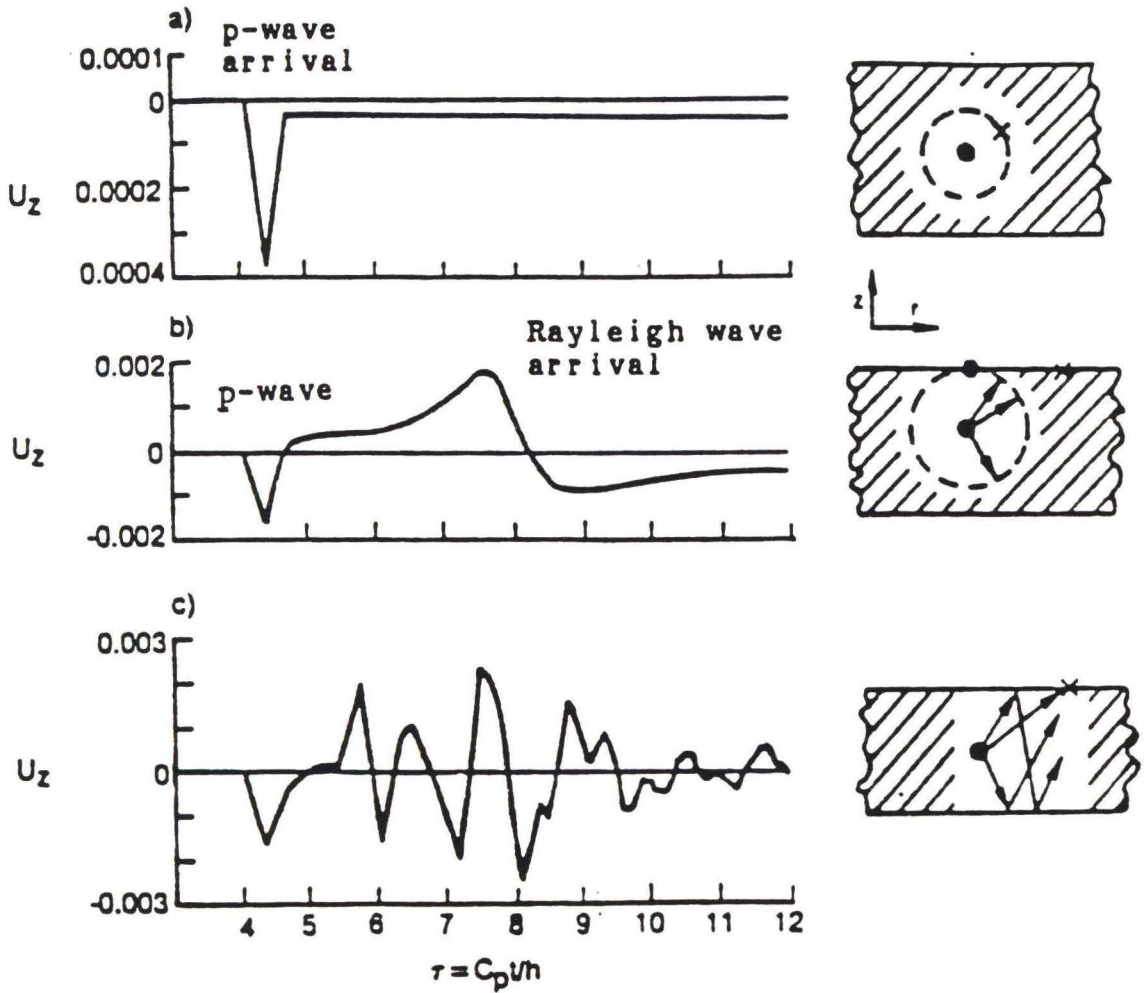 a)
p-wave
arrival
0.0001
0
0.0002
0.0004
U_z
z
r
b)
Rayleigh wave
arrival
p-wave
0.002
0
-0.002
U_z
c)
0.003
0
-0.003
U_z
4 5 6 7 8 9 10 11 12
τ = C_p t/h